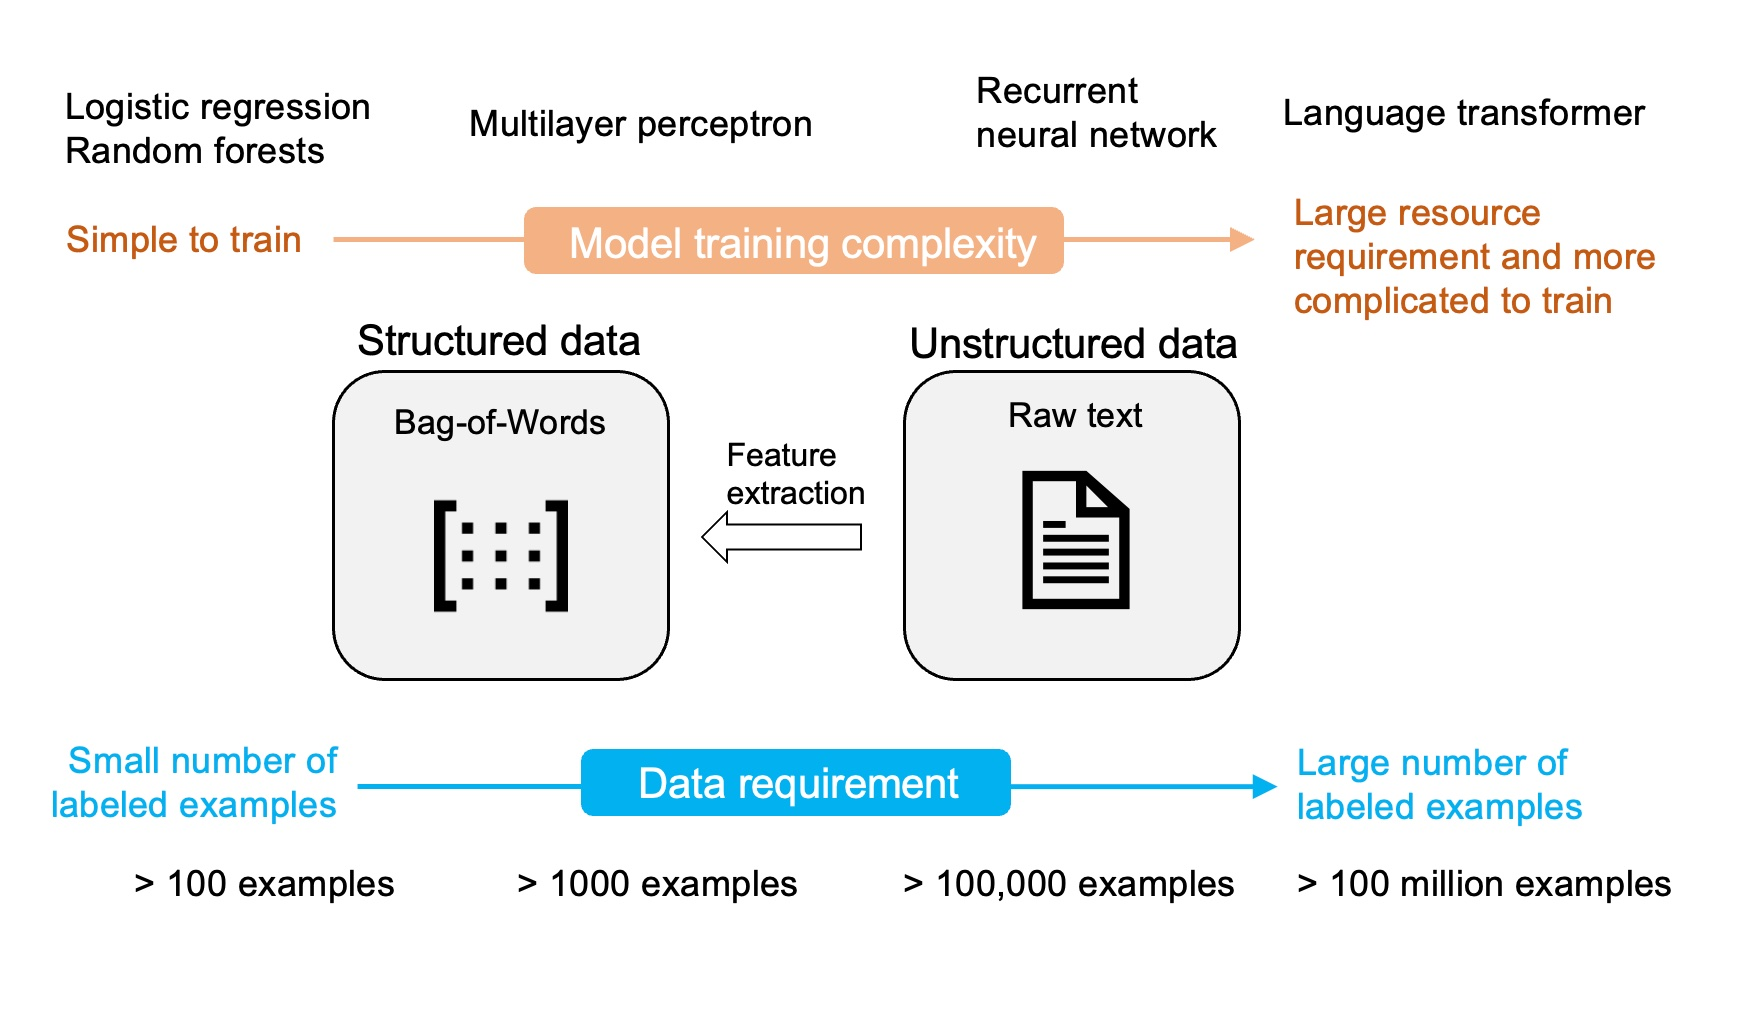 Logistic regression
Random forests
Multilayer perceptron
Recurrent
neural network
Language transformer
Simple to train
Model training complexity
Large resource
requirement and more
complicated to train
Structured data
Unstructured data
Bag-of-Words
Raw text
Feature
extraction
Small number of
labeled examples
Data requirement
Large number of
labeled examples
> 100 examples
> 1000 examples
> 100,000 examples
> 100 million examples